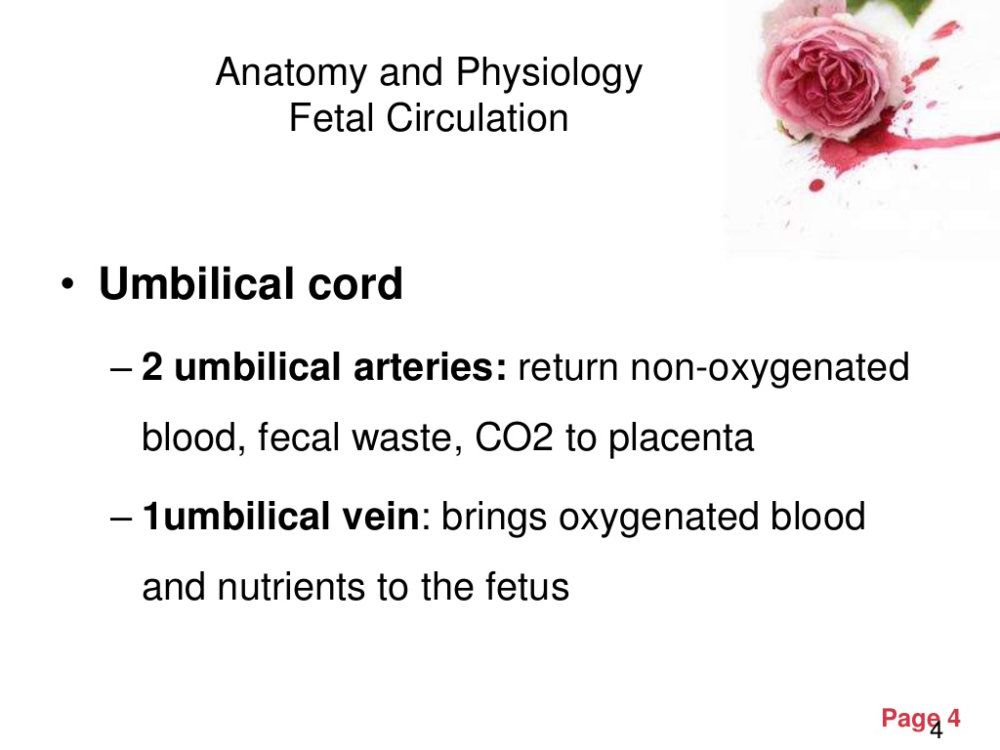 Anatomy and Physiology
Fetal Circulation
• Umbilical cord
– 2 umbilical arteries: return non-oxygenated
blood, fecal waste, CO2 to placenta
– 1umbilical vein: brings oxygenated blood
and nutrients to the fetus
Page 4
4